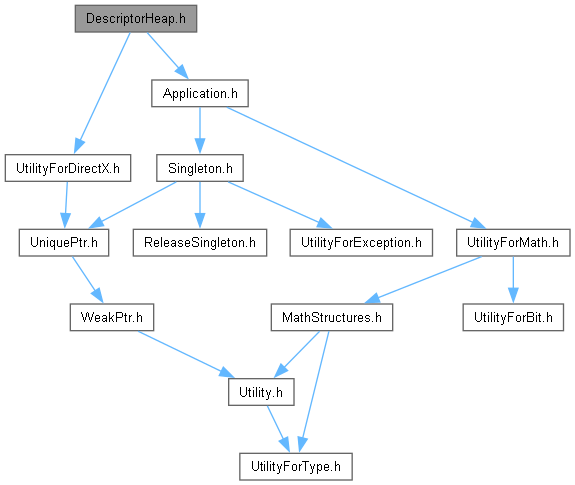 DescriptorHeap.h
Application.h
UtilityForDirectX.h
Singleton.h
UniquePtr.h
ReleaseSingleton.h
UtilityForException.h
UtilityForMath.h
WeakPtr.h
MathStructures.h
UtilityForBit.h
Utility.h
UtilityForType.h